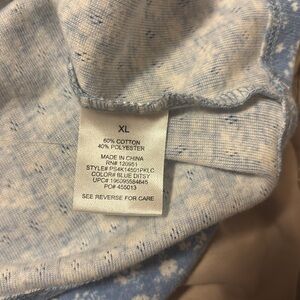 XL
60% COTTON
40% POLYESTER
MADE IN CHINA
RN# 120951
STYLE# PS4K14501PKLC
COLOR# BLUE DITSY
UPC# 196095584645
PO# 455013
SEE REVERSE FOR CARE